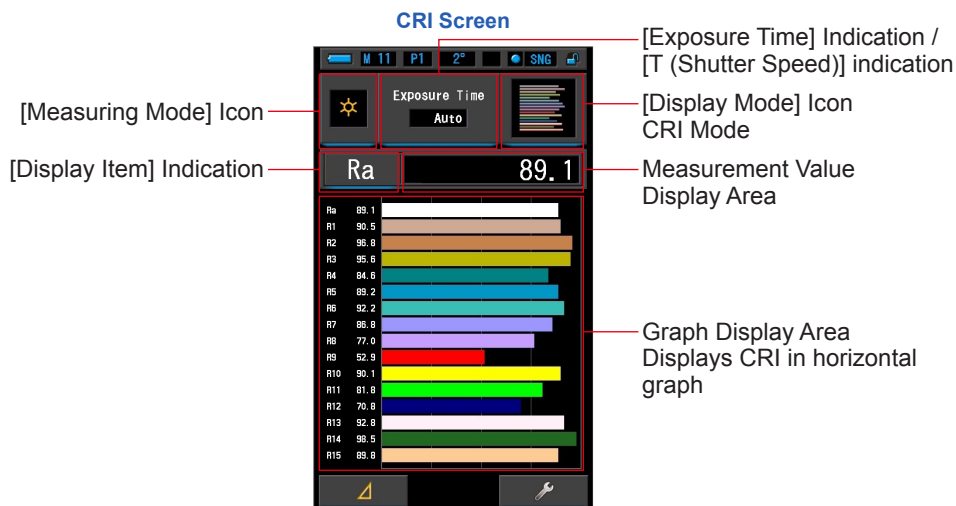 CRI Screen
M 11 P1 2° SNG
[Exposure Time] Indication /
[T (Shutter Speed)] indication
[Measuring Mode] Icon
Exposure Time
Auto
[Display Mode] Icon
CRI Mode
[Display Item] Indication
Ra
89.1
Measurement Value
Display Area
Ra 89.1
R1 90.5
R2 96.8
R3 95.6
R4 84.6
R5 89.2
R6 92.2
R7 86.8
R8 77.0
R9 52.9
R10 90.1
R11 81.8
R12 70.8
R13 92.8
R14 98.5
R15 89.8
Graph Display Area
Displays CRI in horizontal
graph